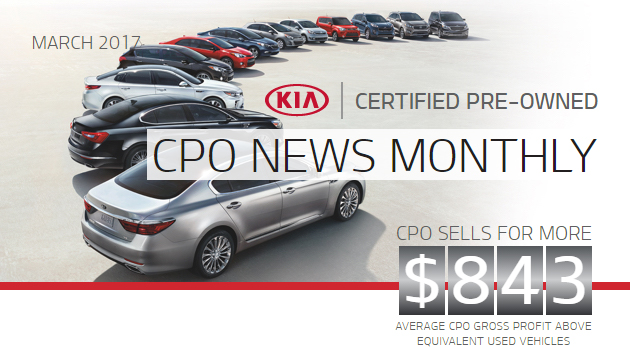 MARCH 2017
KIA
CERTIFIED PRE-OWNED
CPO NEWS MONTHLY
CPO SELLS FOR MORE
$843
AVERAGE CPO GROSS PROFIT ABOVE
EQUIVALENT USED VEHICLES